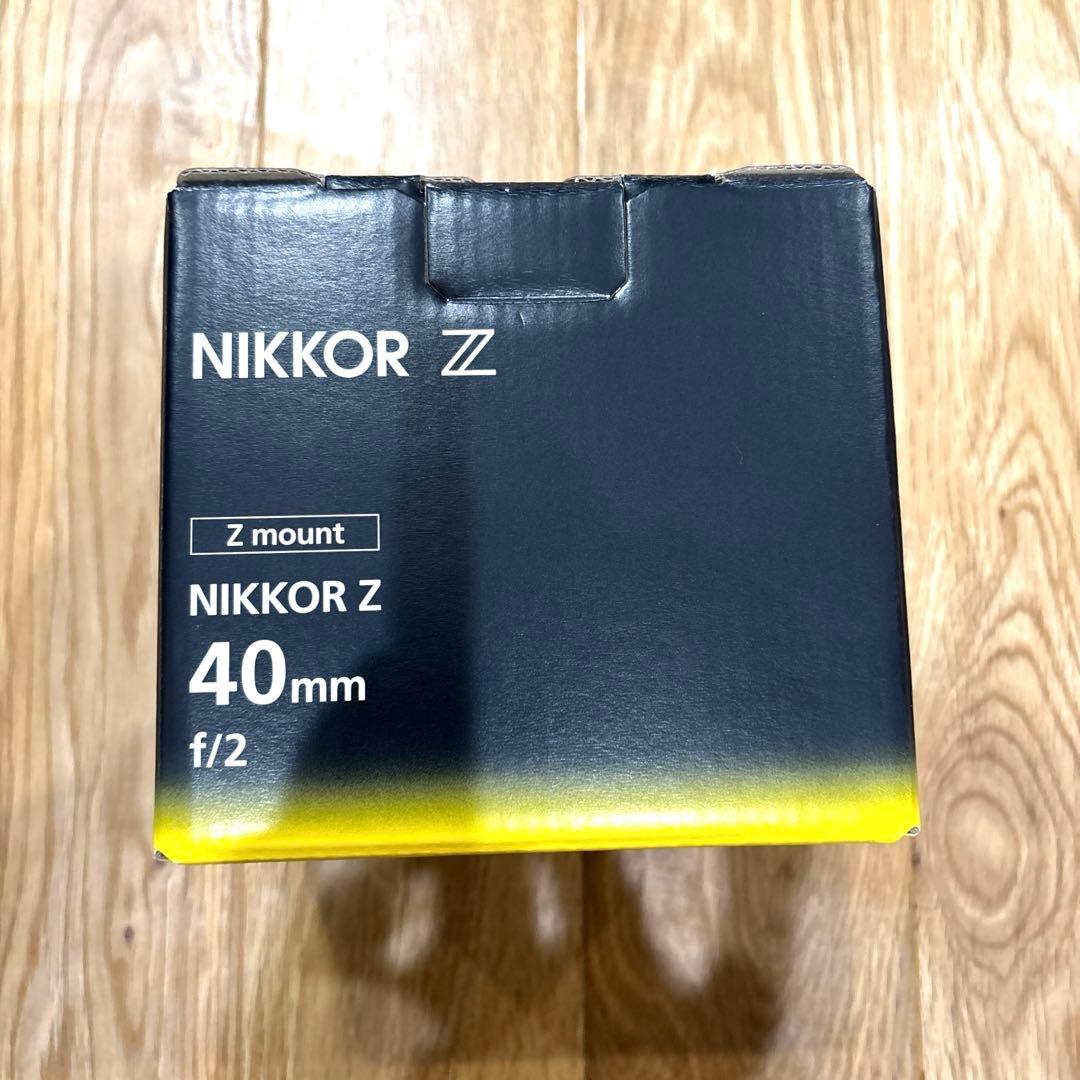 NIKKOR Z
Z mount
NIKKOR Z
40mm
f/2